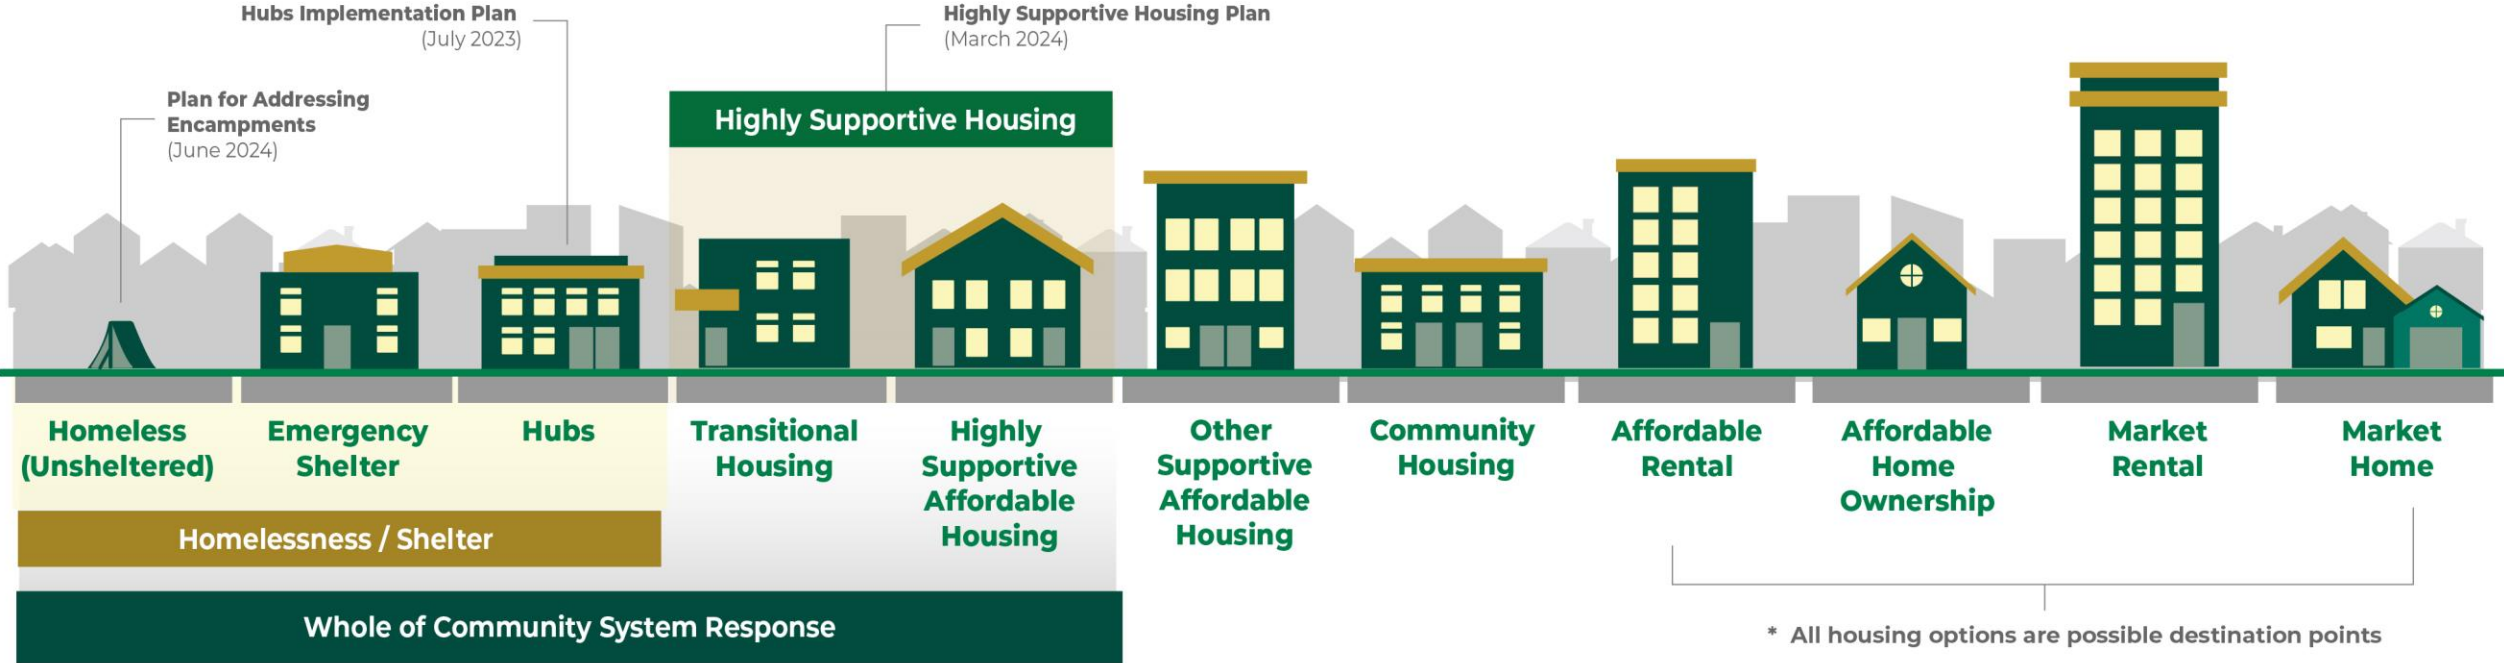 Hubs Implementation Plan
(July 2023)
Highly Supportive Housing Plan
(March 2024)
Plan for Addressing
Encampments
(June 2024)
Highly Supportive Housing
Homeless
(Unsheltered)
Emergency
Shelter
Hubs
Transitional
Housing
Highly
Supportive
Affordable
Housing
Other
Supportive
Affordable
Housing
Community
Housing
Affordable
Rental
Affordable
Home
Ownership
Market
Rental
Market
Home
Homelessness / Shelter
Whole of Community System Response
* All housing options are possible destination points